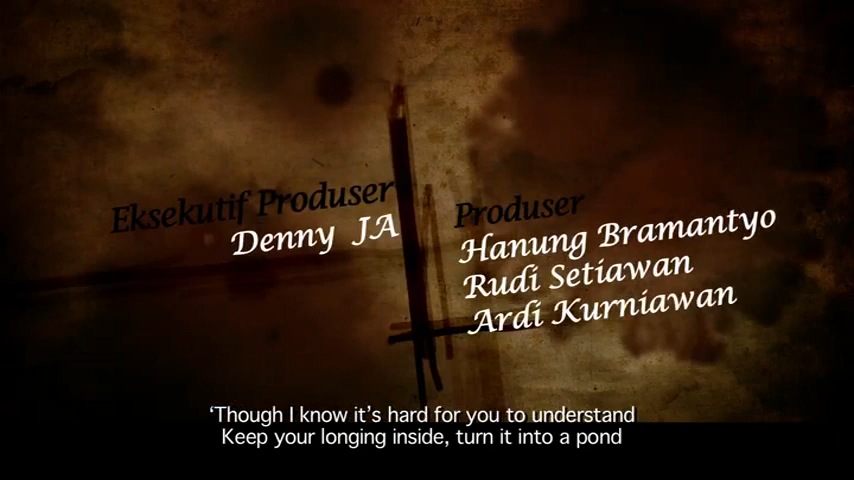 Eksekutif Produser
Denny JA
Produser
Hanung Bramantyo
Rudi Setiawan
Ardi Kurniawan
‘Though I know it’s hard for you to understand
Keep your longing inside, turn it into a pond